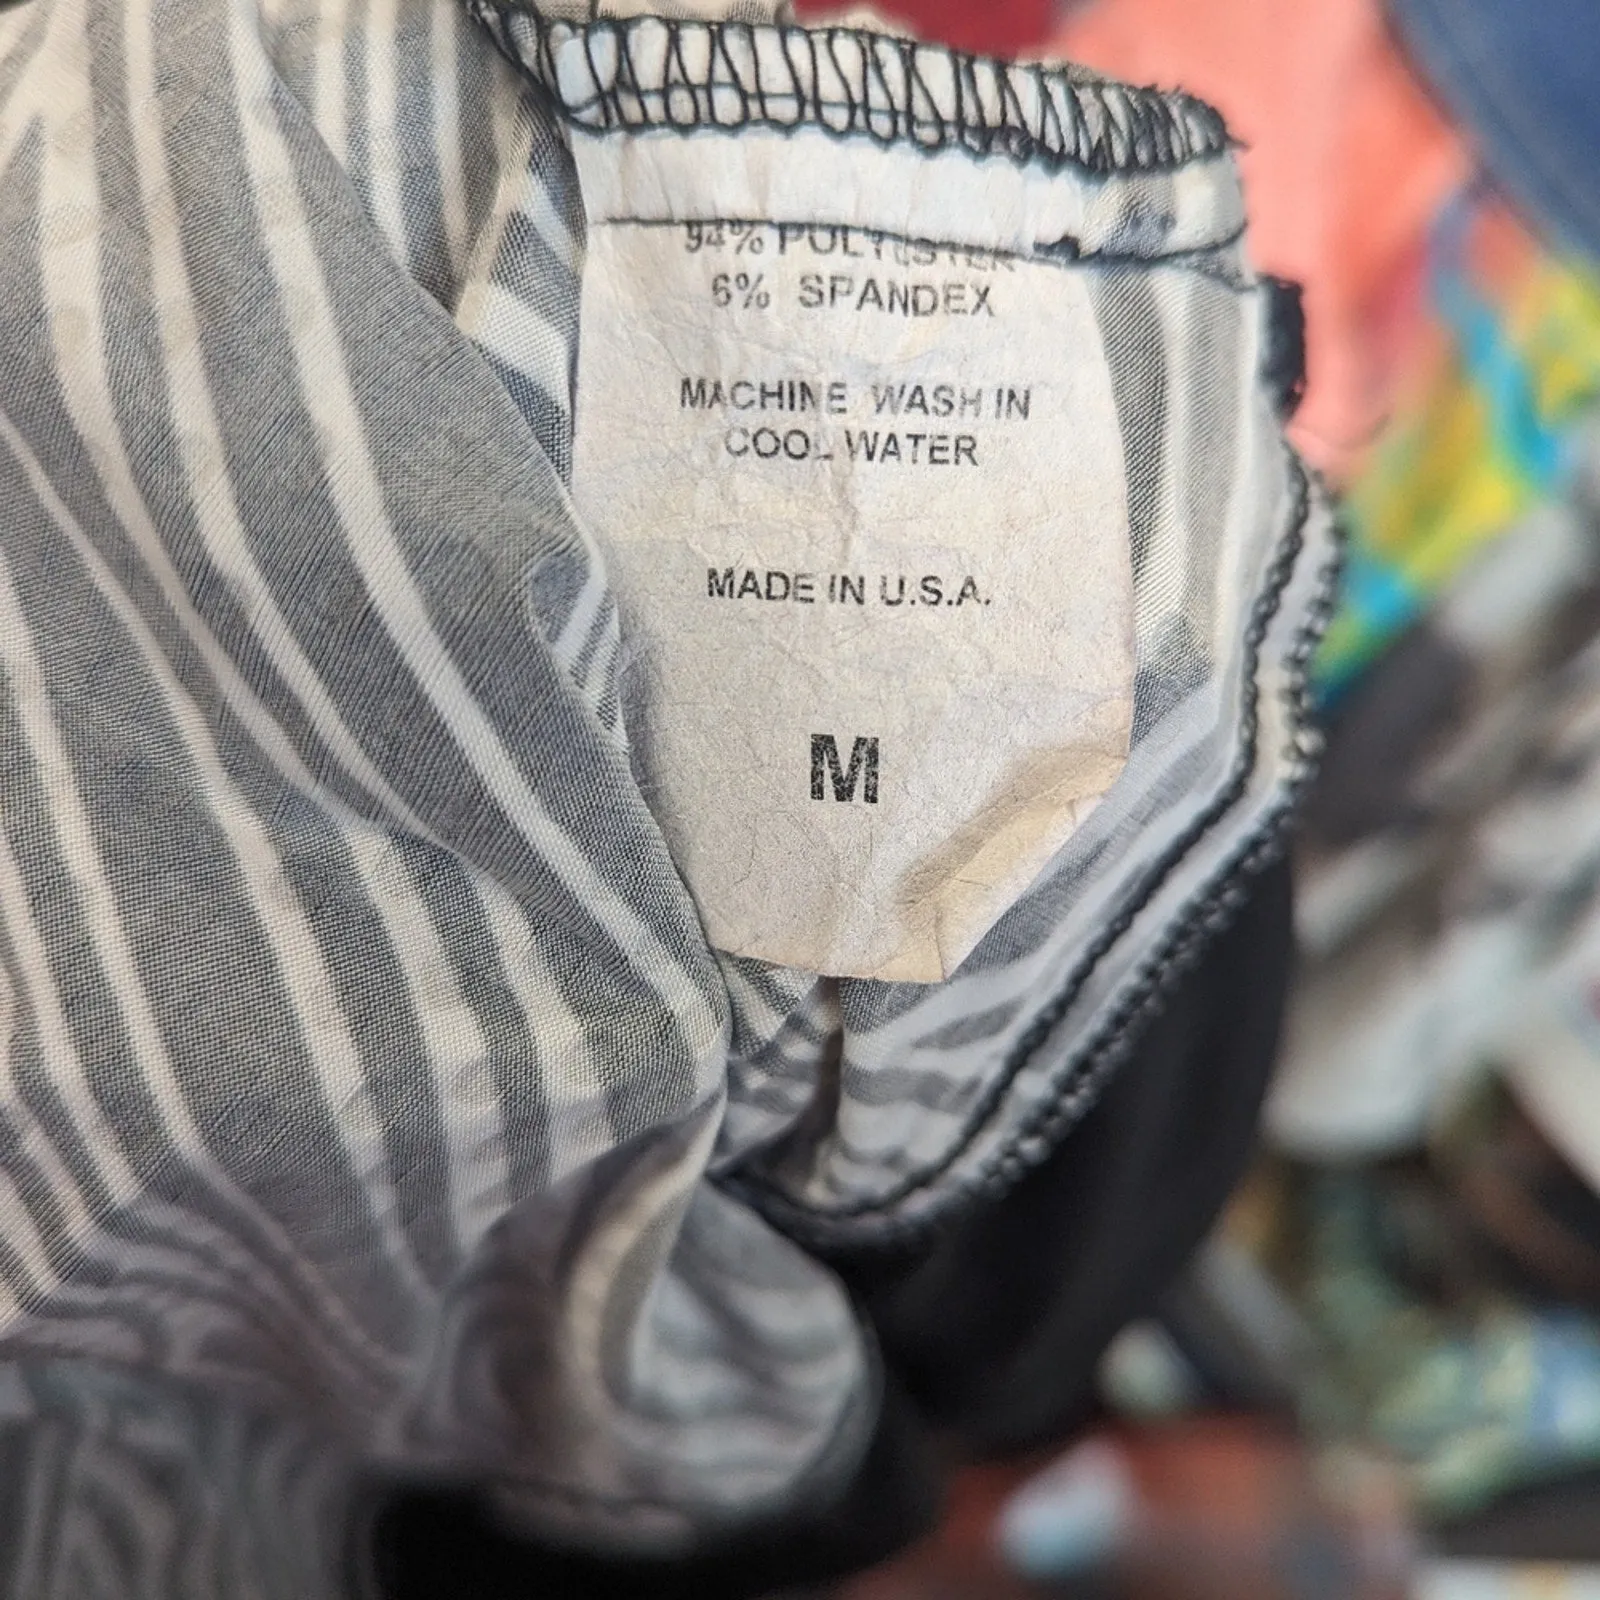 94% POLYESTER
6% SPANDEX
MACHINE WASH IN
COOL WATER
MADE IN U.S.A.
M